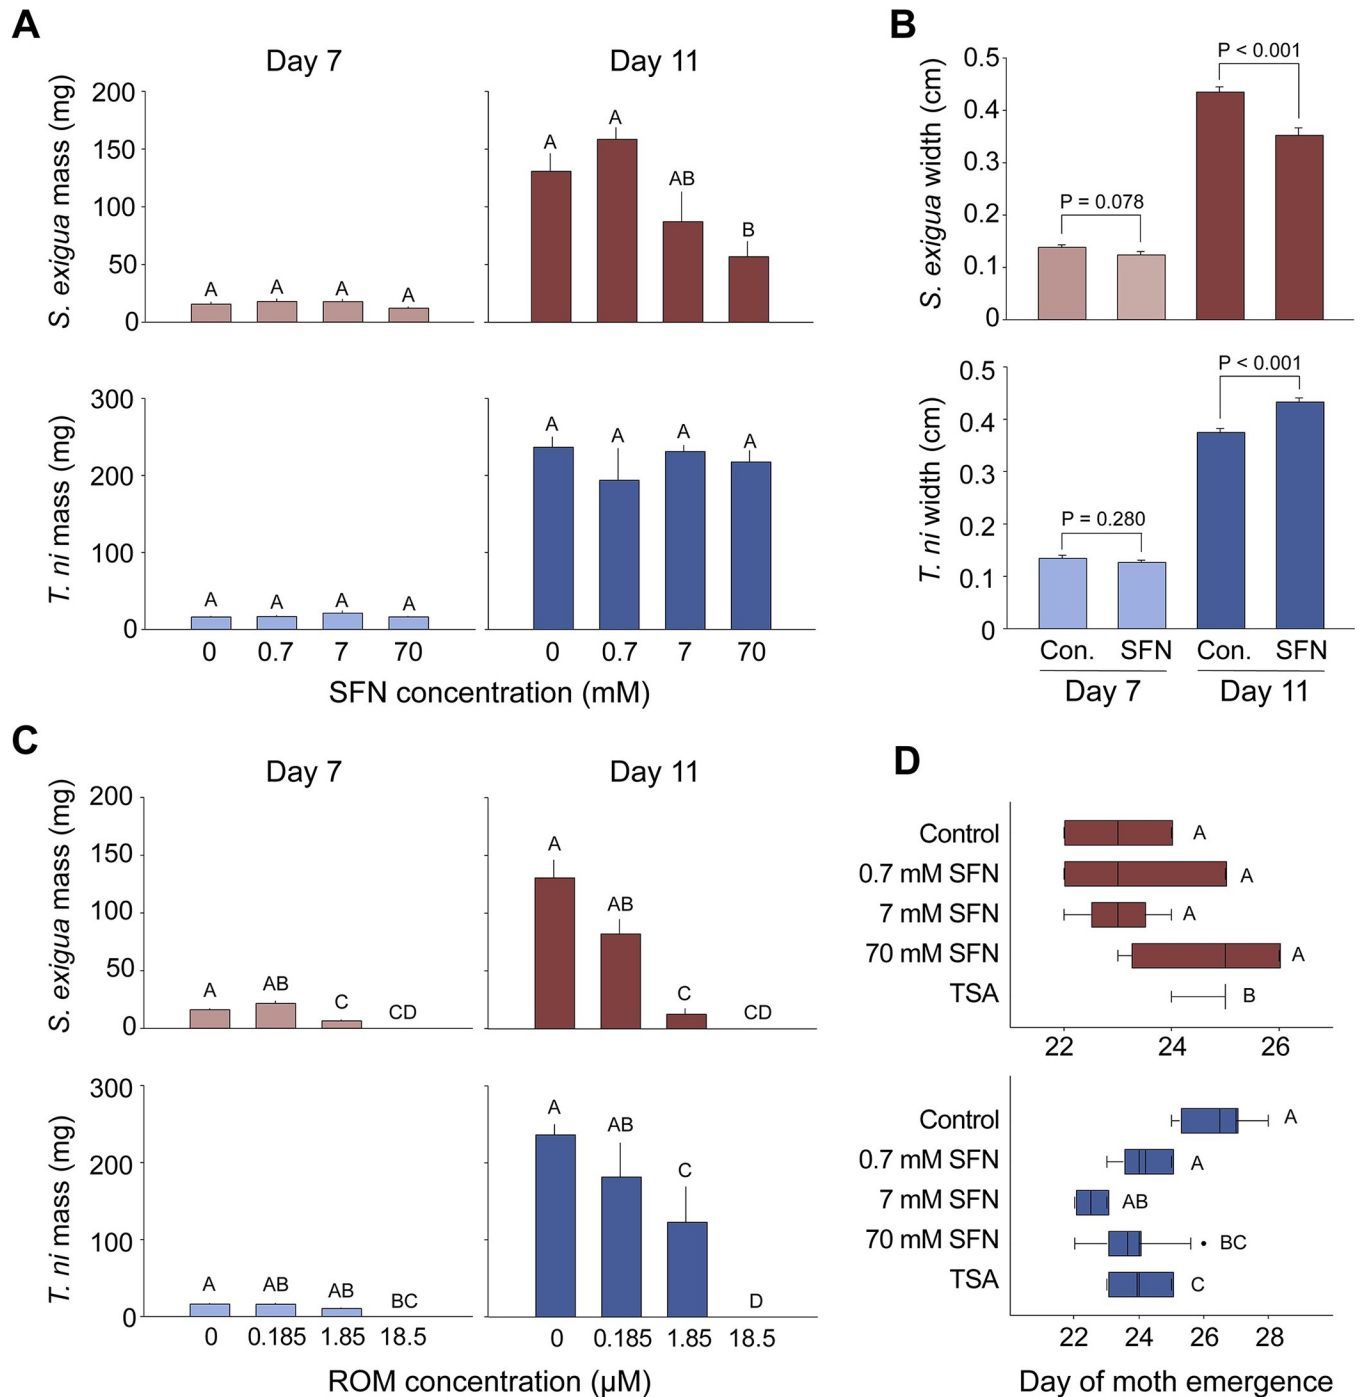 A
Day 7
Day 11
S. exigua mass (mg)
200
150
100
50
0
A A A A
A A AB B
T. ni mass (mg)
300
200
100
0
A A A A
A A A A
0 0.7 7 70
0 0.7 7 70
SFN concentration (mM)
B
S. exigua width (cm)
0.5
0.4
0.3
0.2
0.1
0
P = 0.078
P < 0.001
T. ni width (cm)
0.5
0.4
0.3
0.2
0.1
0
P = 0.280
P < 0.001
Con. SFN Con. SFN
Day 7 Day 11
C
Day 7
Day 11
S. exigua mass (mg)
200
150
100
50
0
A AB C CD
A AB C CD
T. ni mass (mg)
300
200
100
0
A AB AB BC
A AB C D
0 0.185 1.85 18.5
0 0.185 1.85 18.5
ROM concentration (µM)
D
Control A
0.7 mM SFN A
7 mM SFN A
70 mM SFN A
TSA B
22 24 26
Control A
0.7 mM SFN A
7 mM SFN AB
70 mM SFN BC
TSA C
22 24 26 28
Day of moth emergence